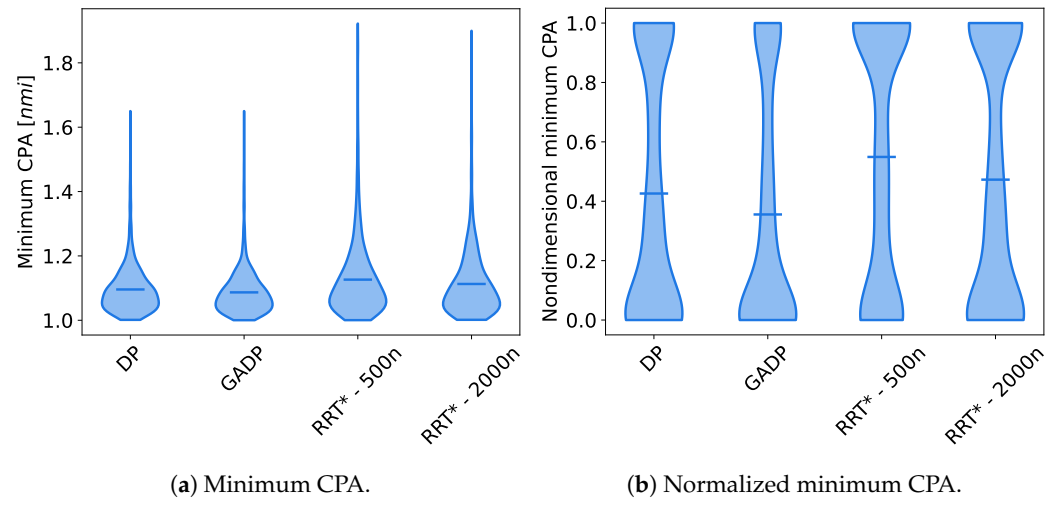 Minimum CPA [nmi]
1.8
1.6
1.4
1.2
1.0
DP
GADP
RRT* - 500n
RRT* - 2000n
(a) Minimum CPA.
Nondimensional minimum CPA
1.0
0.8
0.6
0.4
0.2
0.0
DP
GADP
RRT* - 500n
RRT* - 2000n
(b) Normalized minimum CPA.